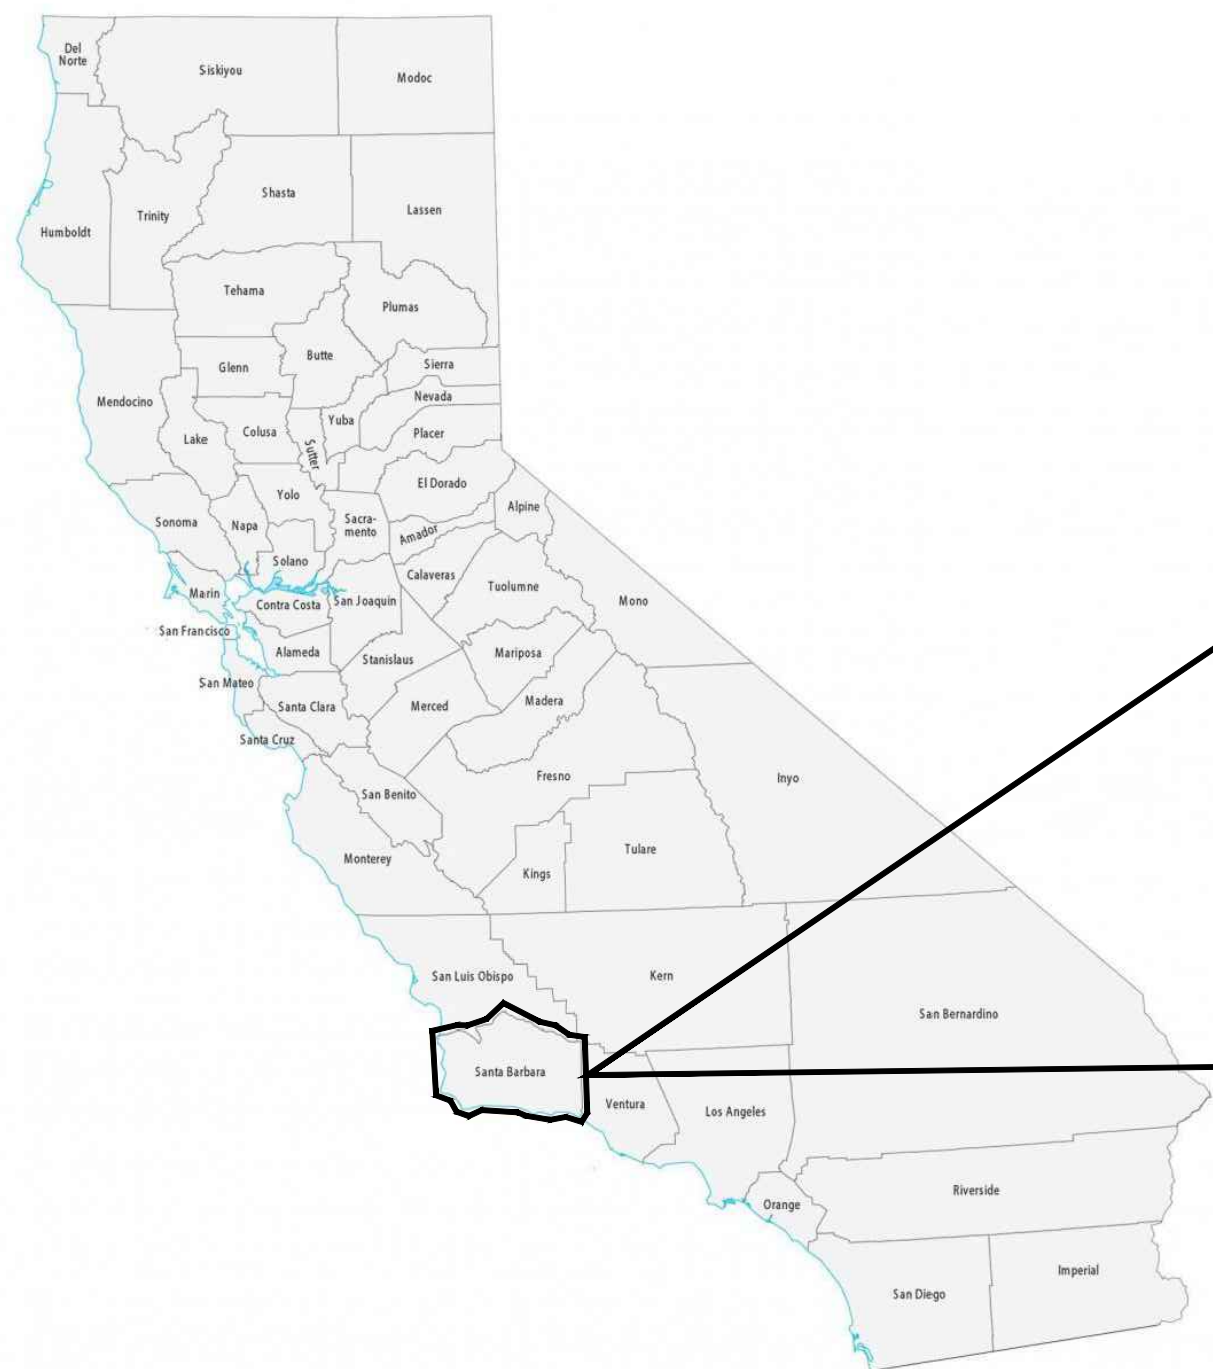 Del
Norte
Siskiyou
Modoc
Shasta
Lassen
Trinity
Humboldt
Tehama
Plumas
Butte
Glenn
Sierra
Nevada
Mendocino
Yuba
Colusa
Placer
Lake
Sutter
El Dorado
Yolo
Alpine
Sonoma
Napa
Sacra-
mento
Amador
Solano
Calaveras
Tuolumne
Marin
Contra Costa
San Joaquin
Mono
San Francisco
Alameda
Stanislaus
Mariposa
San Mateo
Santa Clara
Merced
Madera
Santa Cruz
Fresno
Inyo
San Benito
Monterey
Tulare
Kings
San Luis Obispo
Kern
San Bernardino
Santa Barbara
Ventura
Los Angeles
Riverside
Orange
Imperial
San Diego